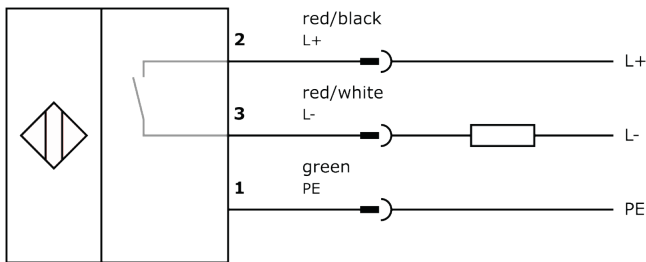 red/black
2 L+
L+
red/white
3 L-
L-
green
1 PE
PE